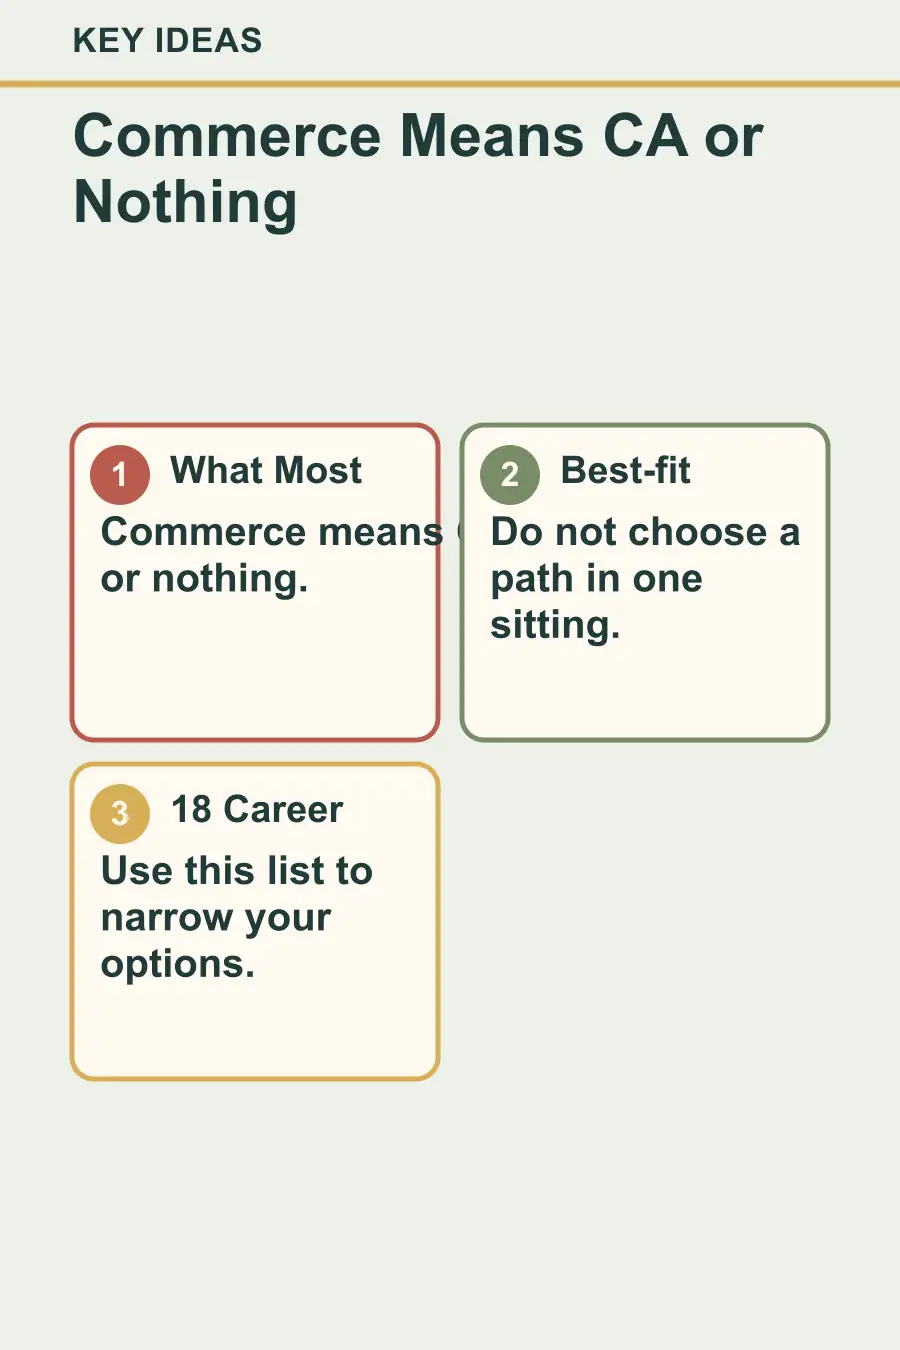 KEY IDEAS
Commerce Means CA or
Nothing
1 What Most
Commerce means
or nothing.
2 Best-fit
Do not choose a
path in one
sitting.
3 18 Career
Use this list to
narrow your
options.